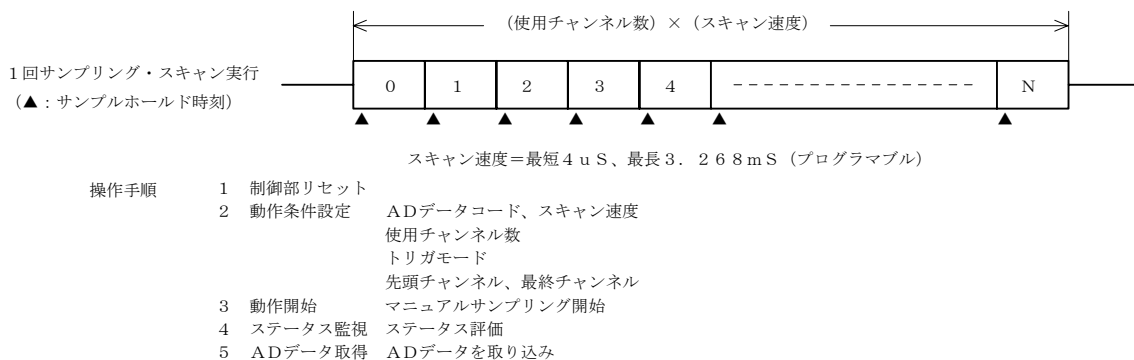 （使用チャンネル数）×（スキャン速度）
１回サンプリング・スキャン実行
（▲：サンプルホールド時刻）
０ １ ２ ３ ４ Ｎ
スキャン速度＝最短４ｕＳ、最長３．２６８ｍＳ（プログラマブル）
操作手順 １ 制御部リセット
２ 動作条件設定 ＡＤデータコード、スキャン速度
使用チャンネル数
トリガモード
先頭チャンネル、最終チャンネル
３ 動作開始 マニュアルサンプリング開始
４ ステータス監視 ステータス評価
５ ＡＤデータ取得 ＡＤデータを取り込み